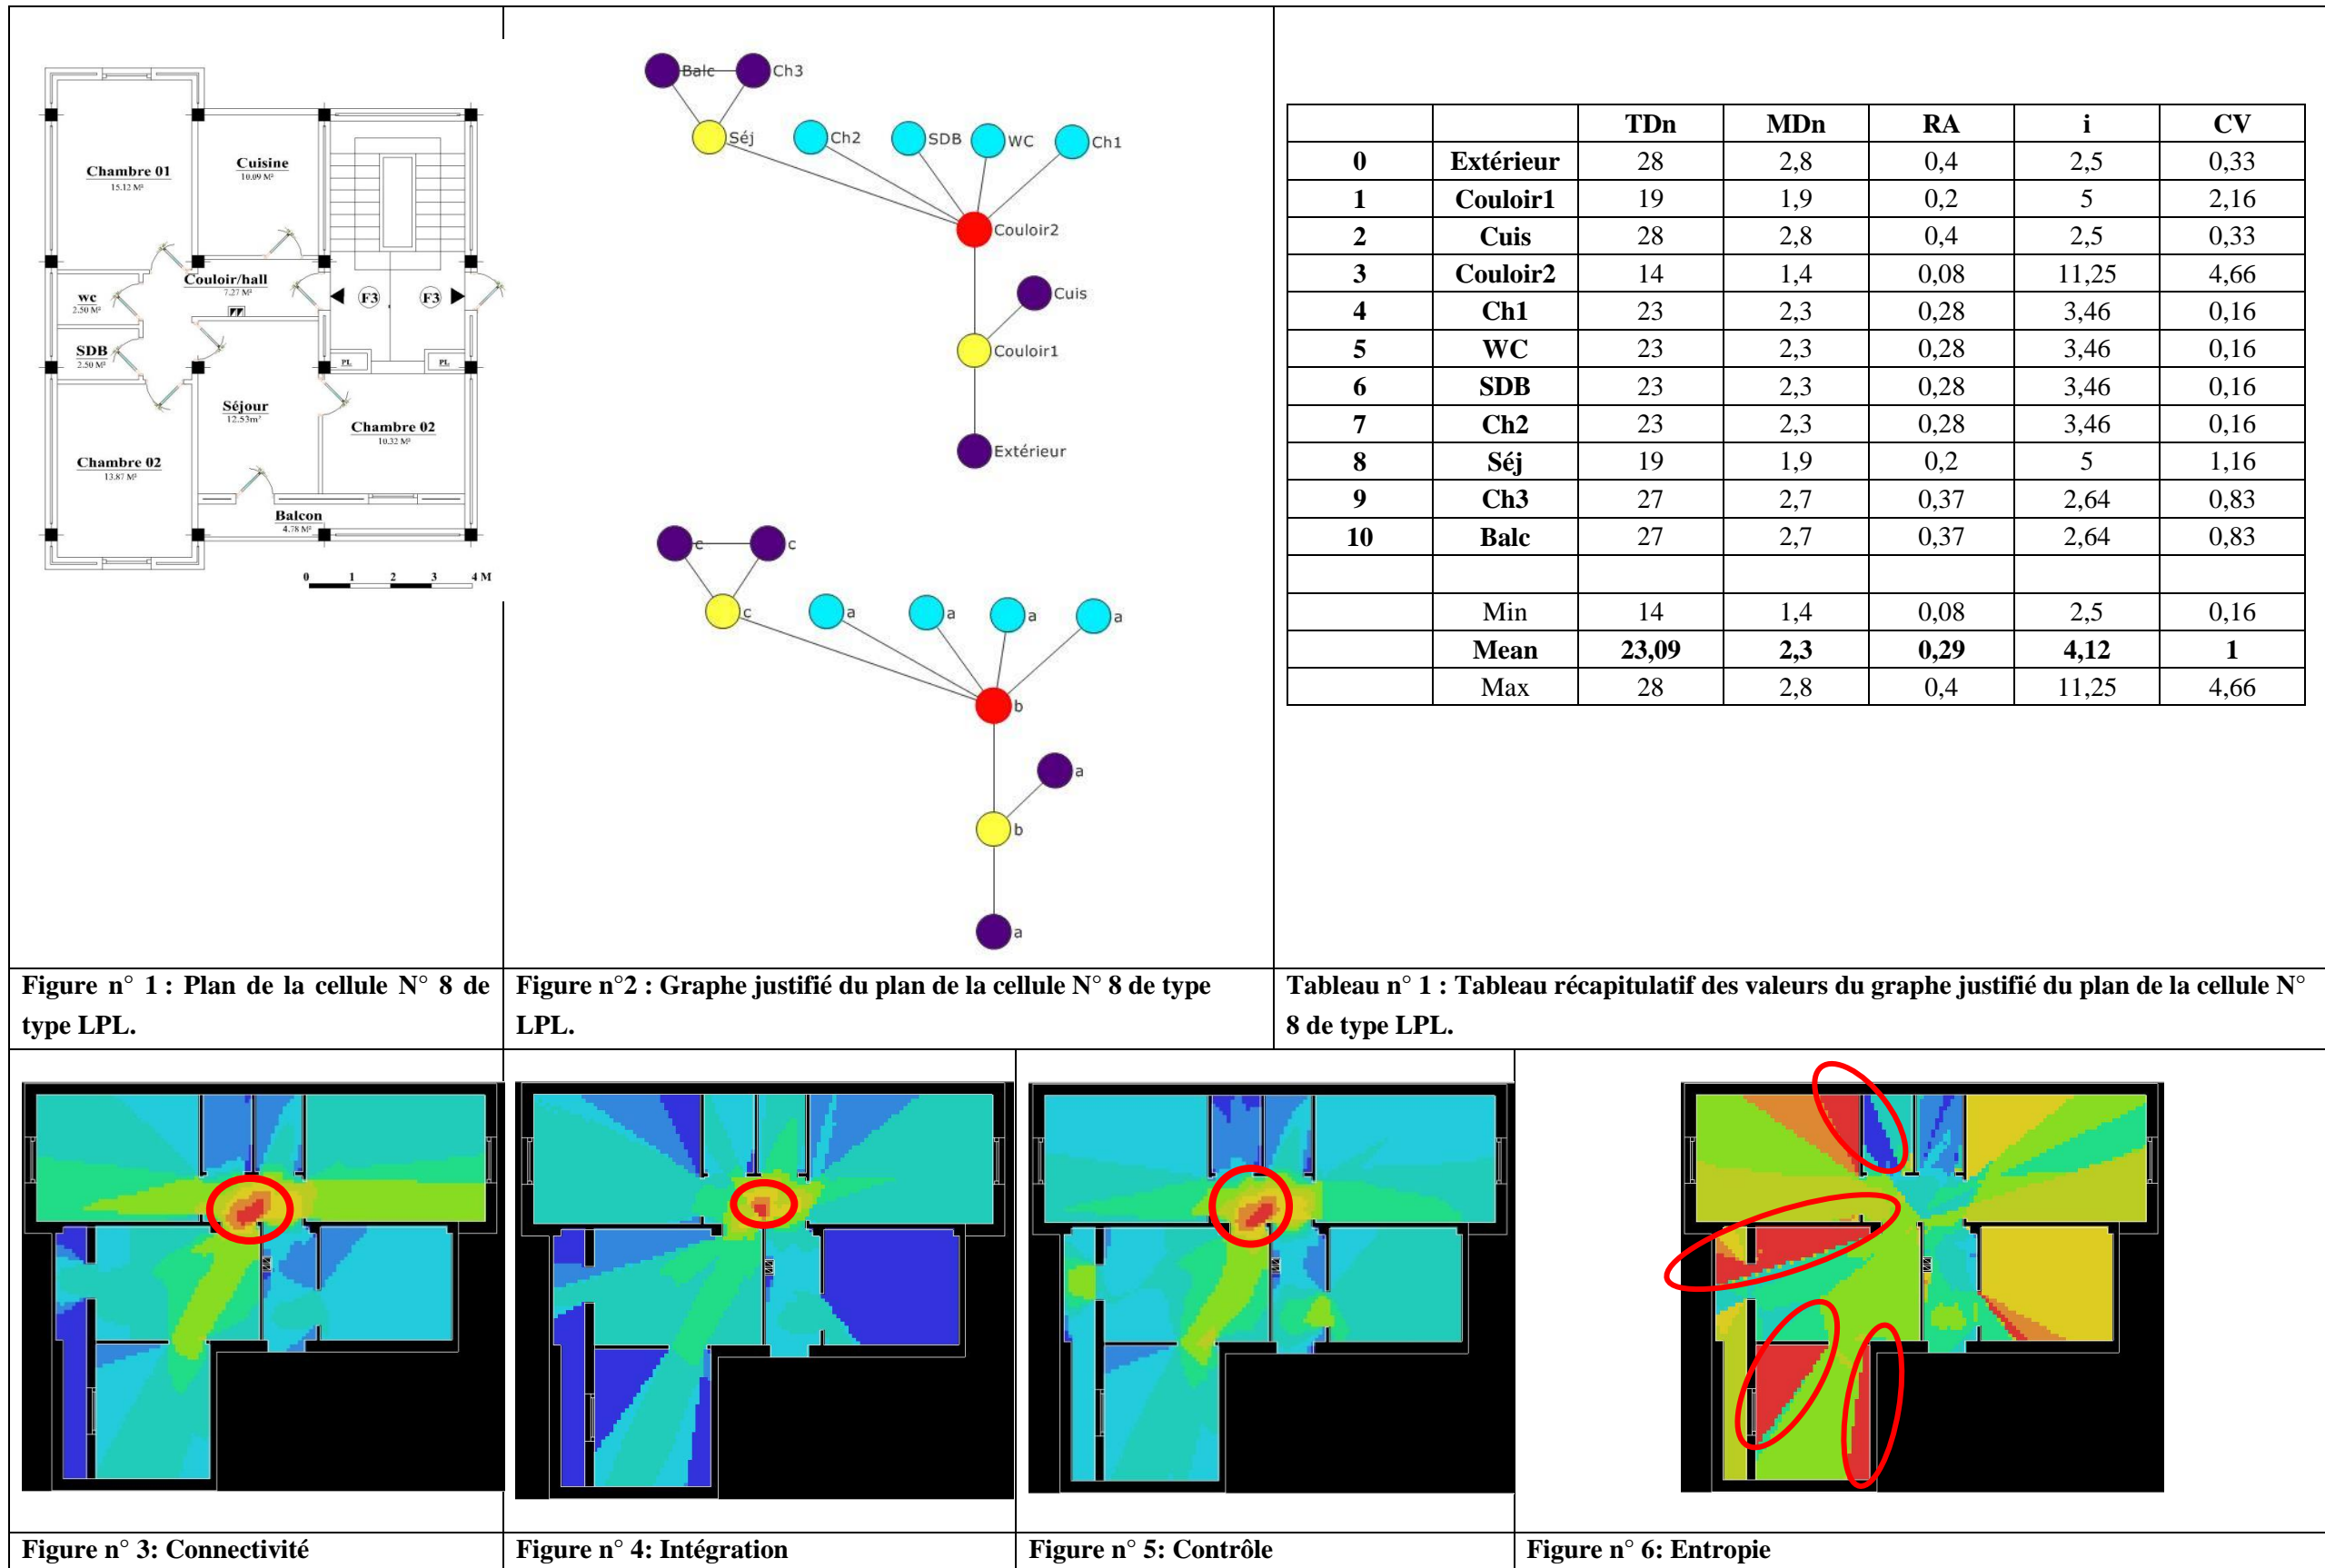 Chambre 01
15.12 M²
Cuisine
10.09 M²
Couloir/hall
7.27 M²
wc
2.50 M²
F3
F3
SDB
2.50 M²
PL
PL
Séjour
12.53m²
Chambre 02
10.32 M²
Chambre 02
13.87 M²
Balcon
4.78 M²
0 1 2 3 4 M
Balc
Ch3
Séj
Ch2
SDB
WC
Ch1
Couloir2
Cuis
Couloir1
Extérieur
c
c
c
a
a
a
a
b
a
b
a
TDn MDn RA i CV
0 Extérieur 28 2,8 0,4 2,5 0,33
1 Couloir1 19 1,9 0,2 5 2,16
2 Cuis 28 2,8 0,4 2,5 0,33
3 Couloir2 14 1,4 0,08 11,25 4,66
4 Ch1 23 2,3 0,28 3,46 0,16
5 WC 23 2,3 0,28 3,46 0,16
6 SDB 23 2,3 0,28 3,46 0,16
7 Ch2 23 2,3 0,28 3,46 0,16
8 Séj 19 1,9 0,2 5 1,16
9 Ch3 27 2,7 0,37 2,64 0,83
10 Balc 27 2,7 0,37 2,64 0,83
Min 14 1,4 0,08 2,5 0,16
Mean 23,09 2,3 0,29 4,12 1
Max 28 2,8 0,4 11,25 4,66
Figure n° 1 : Plan de la cellule N° 8 de
type LPL.
Figure n°2 : Graphe justifié du plan de la cellule N° 8 de type
LPL.
Tableau n° 1 : Tableau récapitulatif des valeurs du graphe justifié du plan de la cellule N°
8 de type LPL.
Figure n° 3: Connectivité
Figure n° 4: Intégration
Figure n° 5: Contrôle
Figure n° 6: Entropie